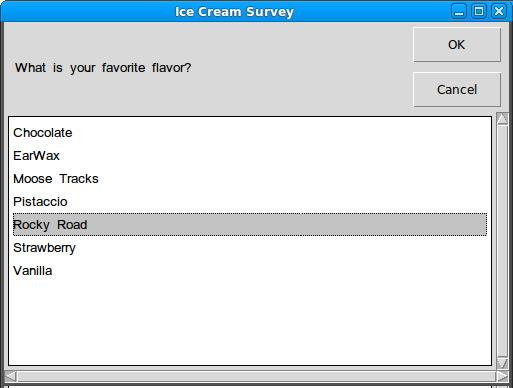 Ice Cream Survey
What is your favorite flavor?
OK
Cancel
Chocolate
EarWax
Moose Tracks
Pistaccio
Rocky Road
Strawberry
Vanilla